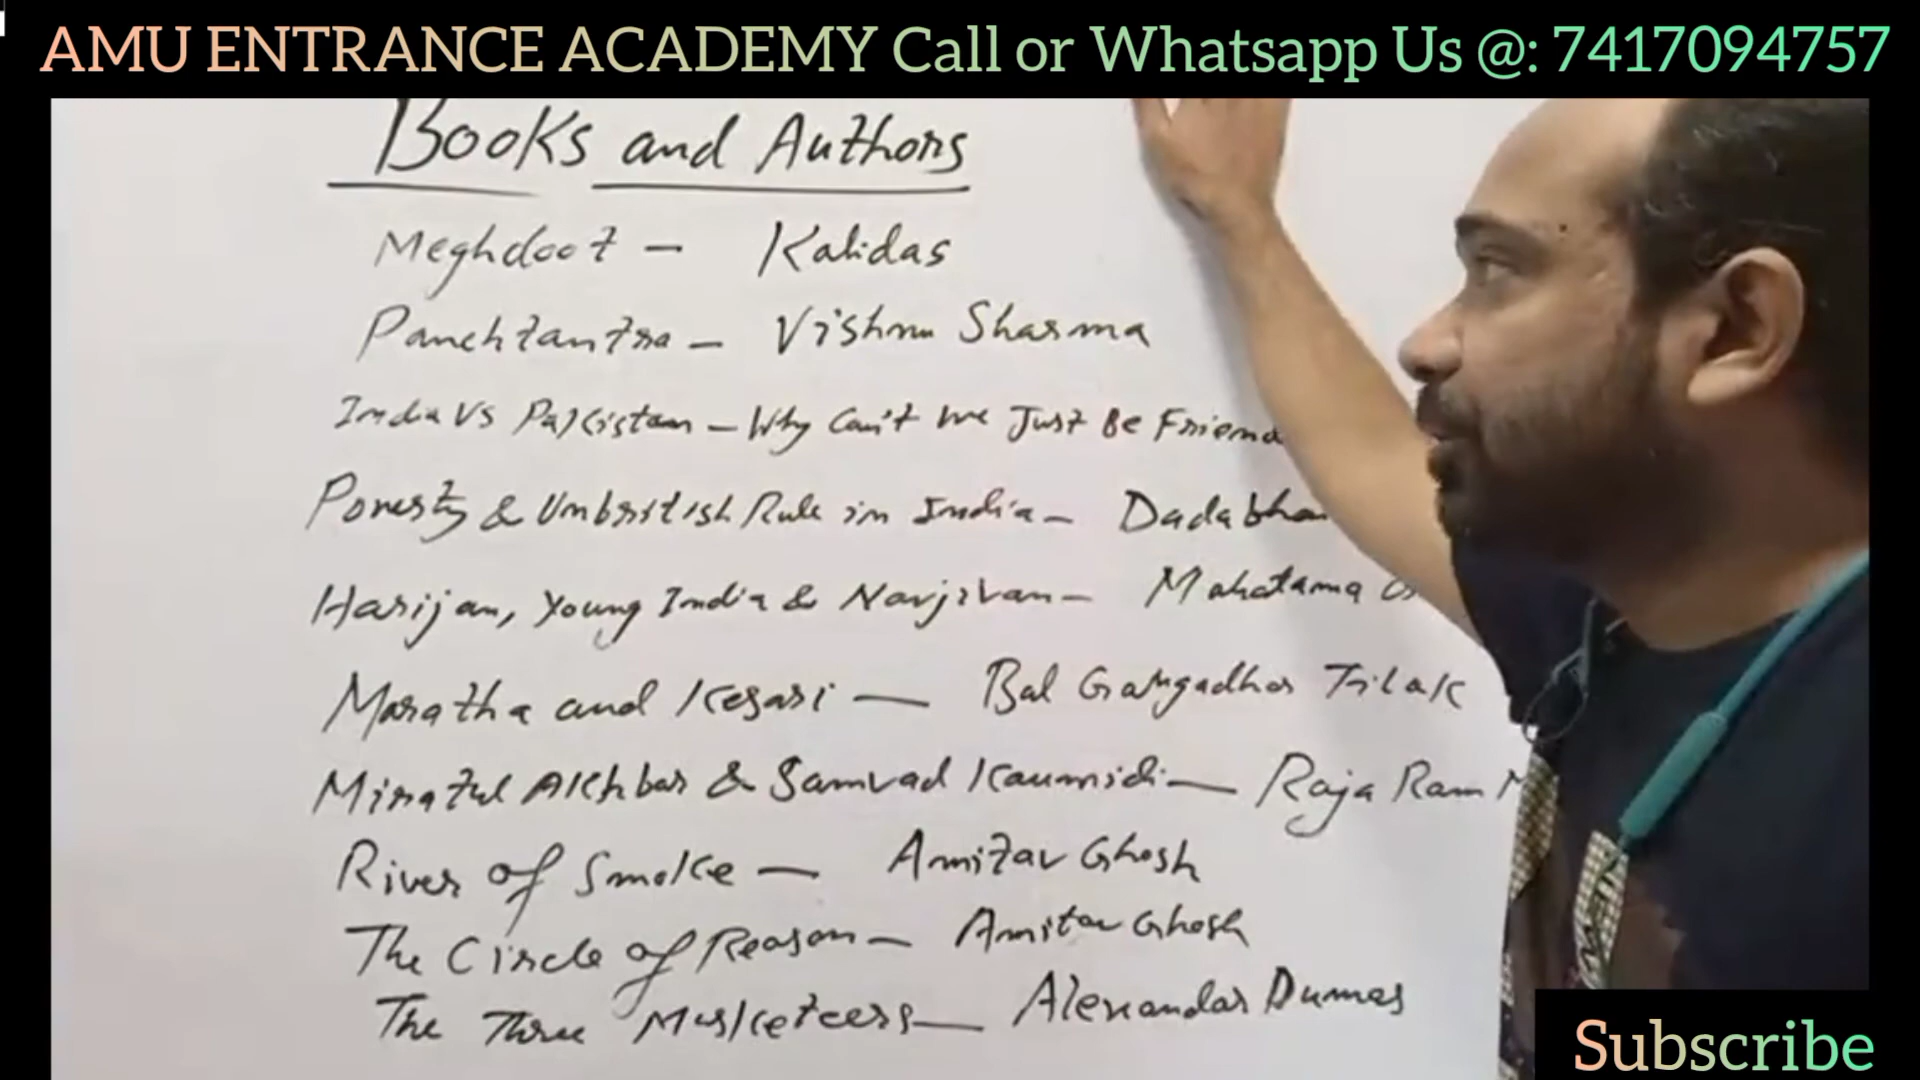 AMU ENTRANCE ACADEMY Call or Whatsapp Us @: 7417094757
Books and Authors
Meghdoot - Kalidas
Panchtantra - Vishnu Sharma
India Vs Pakistan - Why Can't We Just Be Friend
Poverty & Unbritish Rule in India - Dadabha
Harijan, Young India & Navjivan - Mahatama G
Maratha and Kesari - Bal Gangadhar Tilak
Miratul Akhbar & Samvad Kaumidi - Raja Ram M
River of Smoke - Amitav Ghosh
The Circle of Reason - Amitav Ghosh
The Three Musketeers - Alexandar Dumas
Subscribe